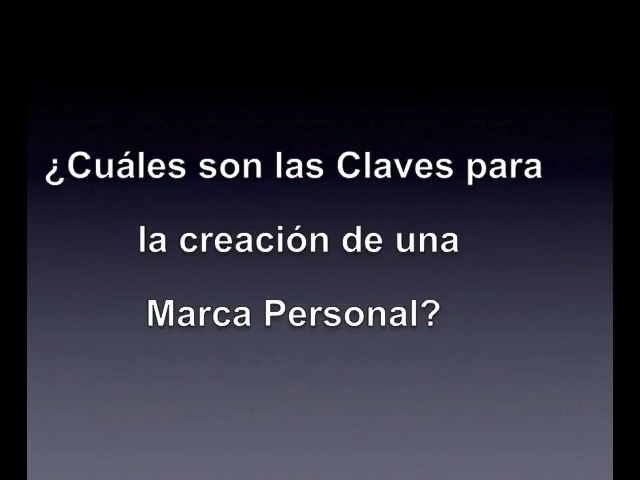 ¿Cuáles son las Claves para
la creación de una
Marca Personal?